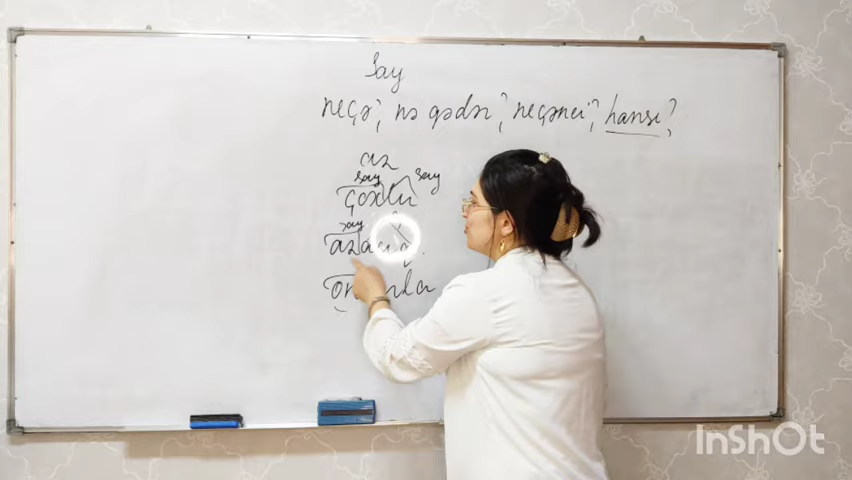 Say
neçə; nə qədər; neçənci; hansı?
az
say say
çoxlu
say
azacıq.
InShOt